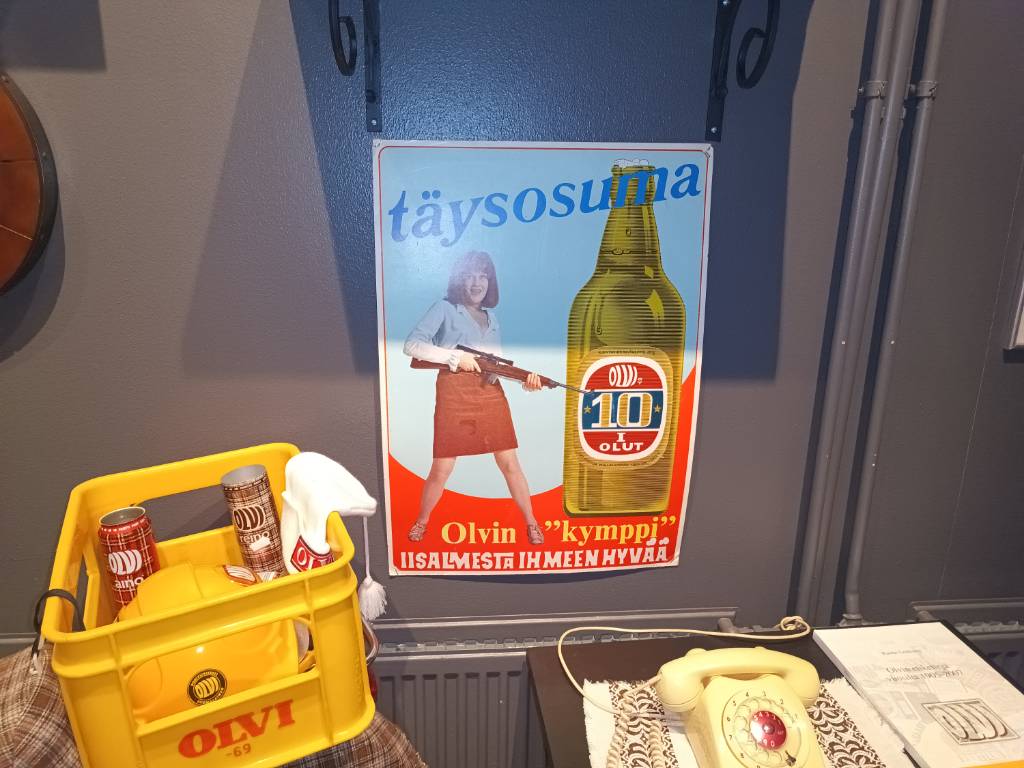 täysosuma
OLVI
10
I
OLUT
Olvin "kymppi"
IISALMESTA IHMEEN HYVÄÄ
OLVI
aino
OLVI
reino
OLVI
OLVI
-69
OLVI